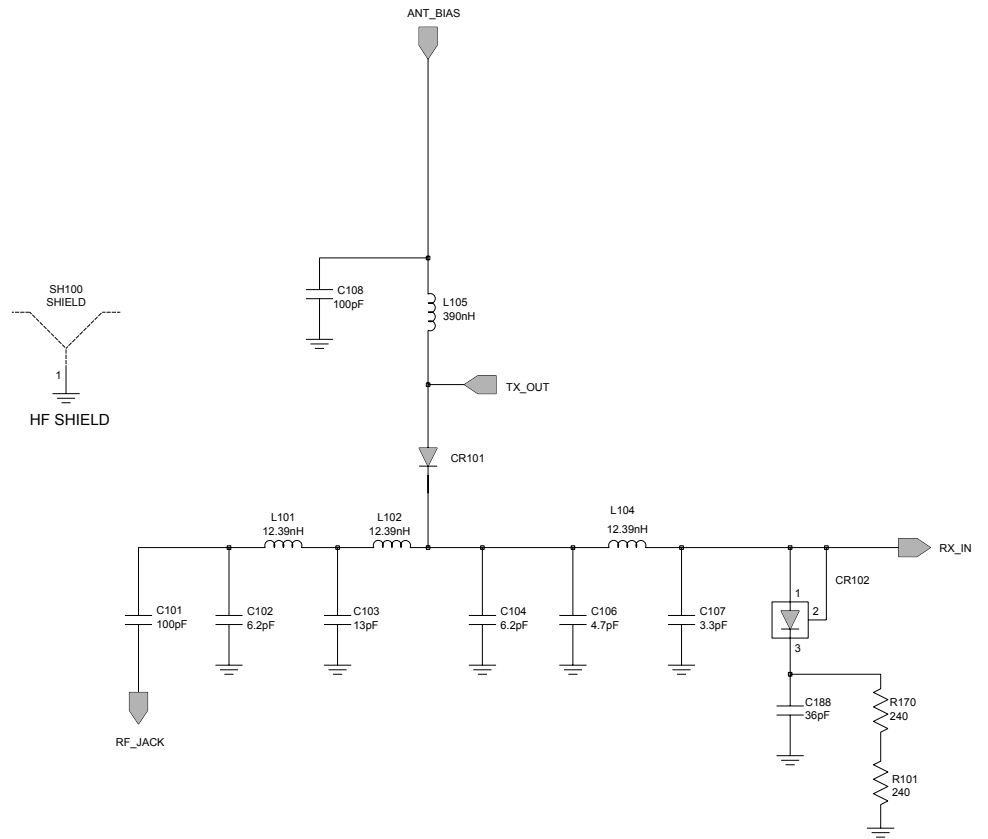 ANT_BIAS
C108
100pF
L105
390nH
SH100
SHIELD
1
HF SHIELD
TX_OUT
CR101
L101
12.39nH
L102
12.39nH
L104
12.39nH
RX_IN
CR102
1
2
3
C101
100pF
C102
6.2pF
C103
13pF
C104
6.2pF
C106
4.7pF
C107
3.3pF
C188
36pF
R170
240
R101
240
RF_JACK